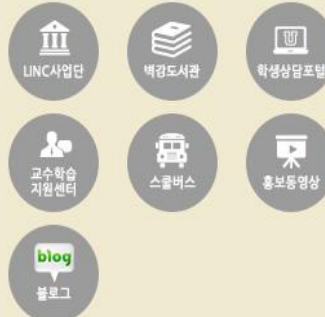 LINC사업단
벽강도서관
학생상담포털
교수학습
지원센터
스쿨버스
홍보동영상
blog
블로그